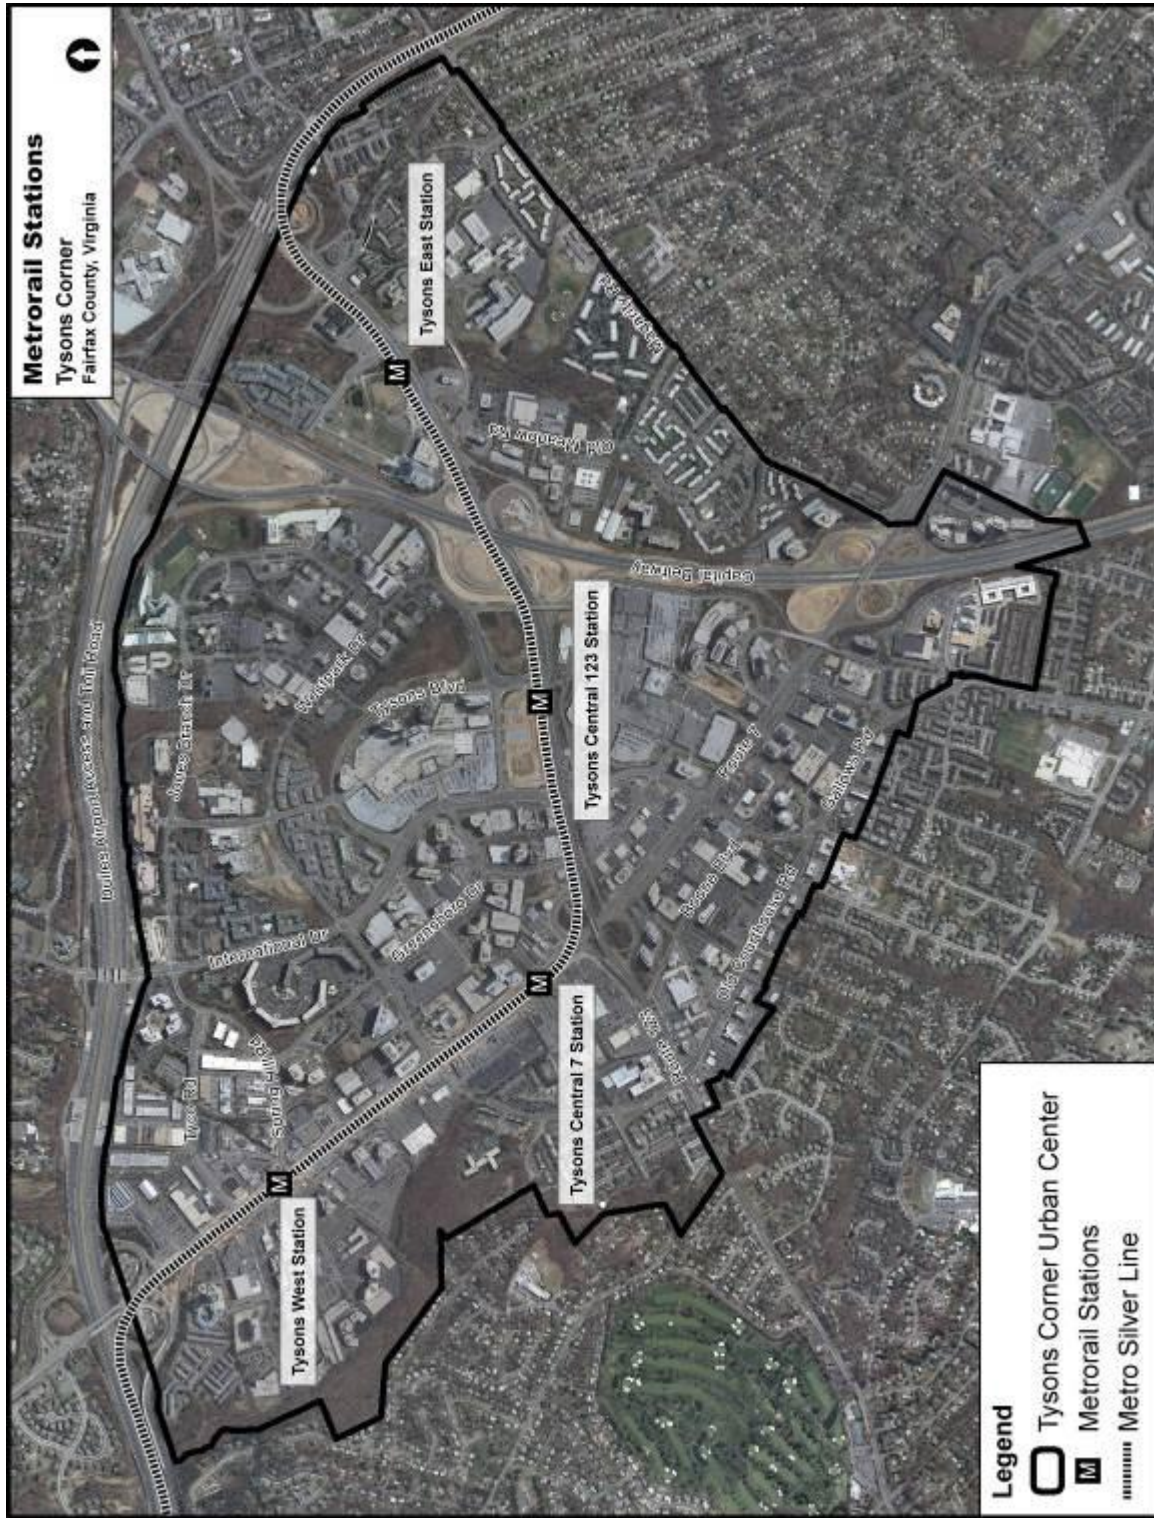 Metrorail Stations
Tysons Corner
Fairfax County, Virginia
Dulles Airport Access and Toll Road
Jones Branch Dr
Westpark Dr
Tysons Blvd
International Dr
Greensboro Dr
Tyco Rd
Spring Hill Rd
Tysons West Station
M
Tysons Central 7 Station
M
Tysons Central 123 Station
M
Tysons East Station
M
Old Meadow Rd
Magarity Rd
Capital Beltway
Route 7
Gallows Rd
Boone Blvd
Old Courthouse Rd
Route 123
Legend
Tysons Corner Urban Center
M Metrorail Stations
Metro Silver Line